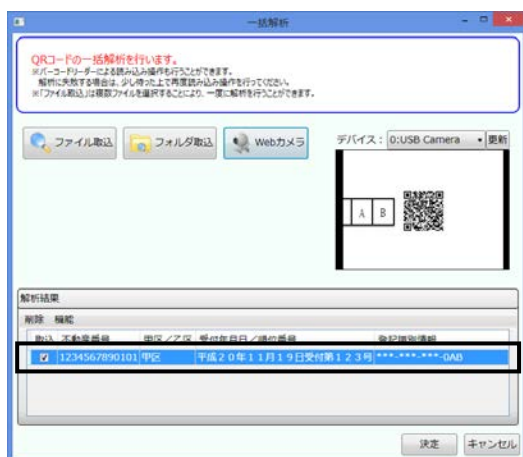 一括解析
QRコードの一括解析を行います。
※バーコードリーダーによる読み込み操作も行うことができます。
解析に失敗する場合は、少し待った上で再度読み込み操作を行ってください。
※「ファイル取込」は複数ファイルを選択することにより、一度に解析を行うことができます。
ファイル取込 フォルダ取込 Webカメラ デバイス： 0:USB Camera 更新
A B
解析結果
削除 機能
取込 不動産番号 甲区／乙区 受付年月日／順位番号 登記識別情報
1234567890101 甲区 平成２０年１１月１９日受付第１２３号 ***-***-***-0AB
決定 キャンセル